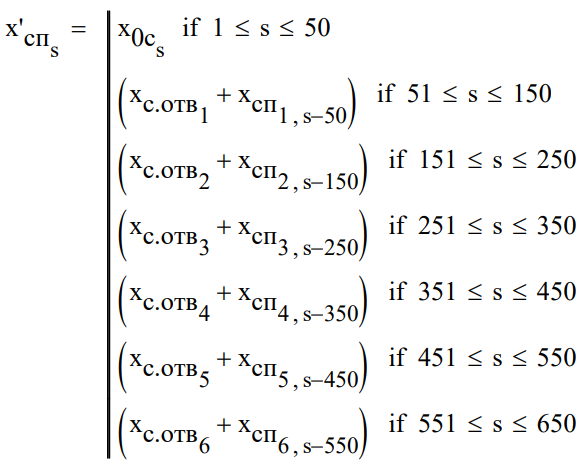 x'сп_s = | x0c_s if 1 ≤ s ≤ 50
(xс.отв_1 + xсп_1 , s−50) if 51 ≤ s ≤ 150
(xс.отв_2 + xсп_2 , s−150) if 151 ≤ s ≤ 250
(xс.отв_3 + xсп_3 , s−250) if 251 ≤ s ≤ 350
(xс.отв_4 + xсп_4 , s−350) if 351 ≤ s ≤ 450
(xс.отв_5 + xсп_5 , s−450) if 451 ≤ s ≤ 550
(xс.отв_6 + xсп_6 , s−550) if 551 ≤ s ≤ 650